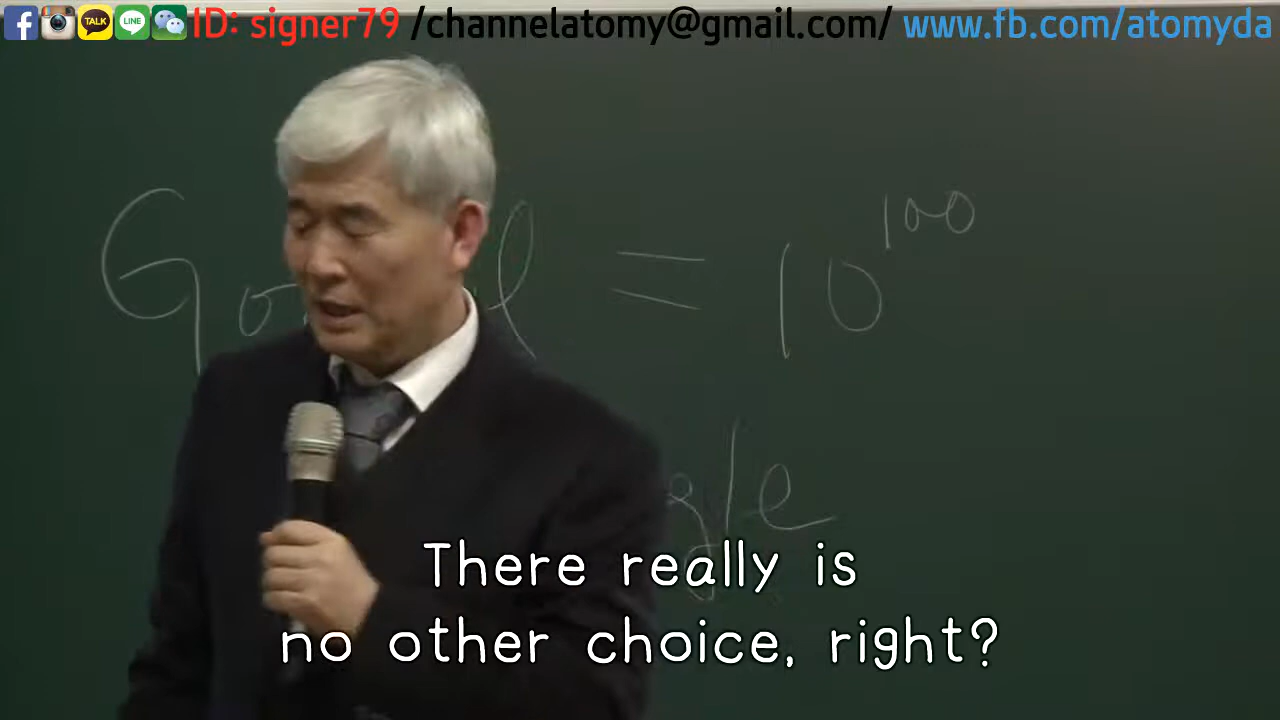 TALK LINE ID: signer79 /channelatomy@gmail.com/ www.fb.com/atomyda
= 10^100
There really is
no other choice, right?